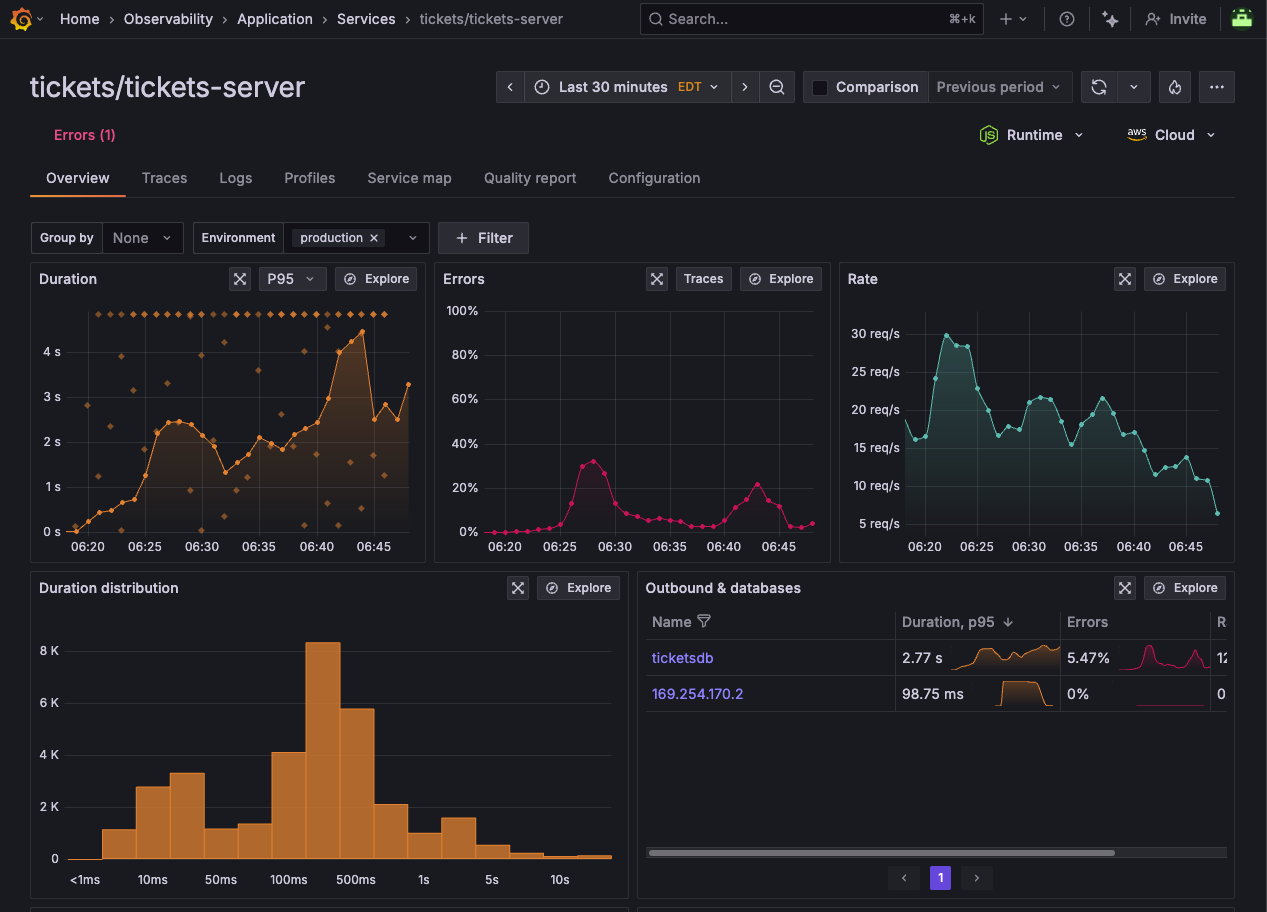 Home › Observability › Application › Services › tickets/tickets-server
Search... ⌘+k
Invite
tickets/tickets-server
Last 30 minutes EDT
Comparison Previous period
Errors (1)
JS Runtime
aws Cloud
Overview Traces Logs Profiles Service map Quality report Configuration
Group by None Environment production × + Filter
Duration P95 Explore
4 s
3 s
2 s
1 s
0 s
06:20 06:25 06:30 06:35 06:40 06:45
Errors Traces Explore
100%
80%
60%
40%
20%
0%
06:20 06:25 06:30 06:35 06:40 06:45
Rate Explore
30 req/s
25 req/s
20 req/s
15 req/s
10 req/s
5 req/s
06:20 06:25 06:30 06:35 06:40 06:45
Duration distribution Explore
8 K
6 K
4 K
2 K
0
<1ms 10ms 50ms 100ms 500ms 1s 5s 10s
Outbound & databases Explore
Name Duration, p95 ↓ Errors R
ticketsdb 2.77 s 5.47% 12
169.254.170.2 98.75 ms 0% 0
‹ 1 ›